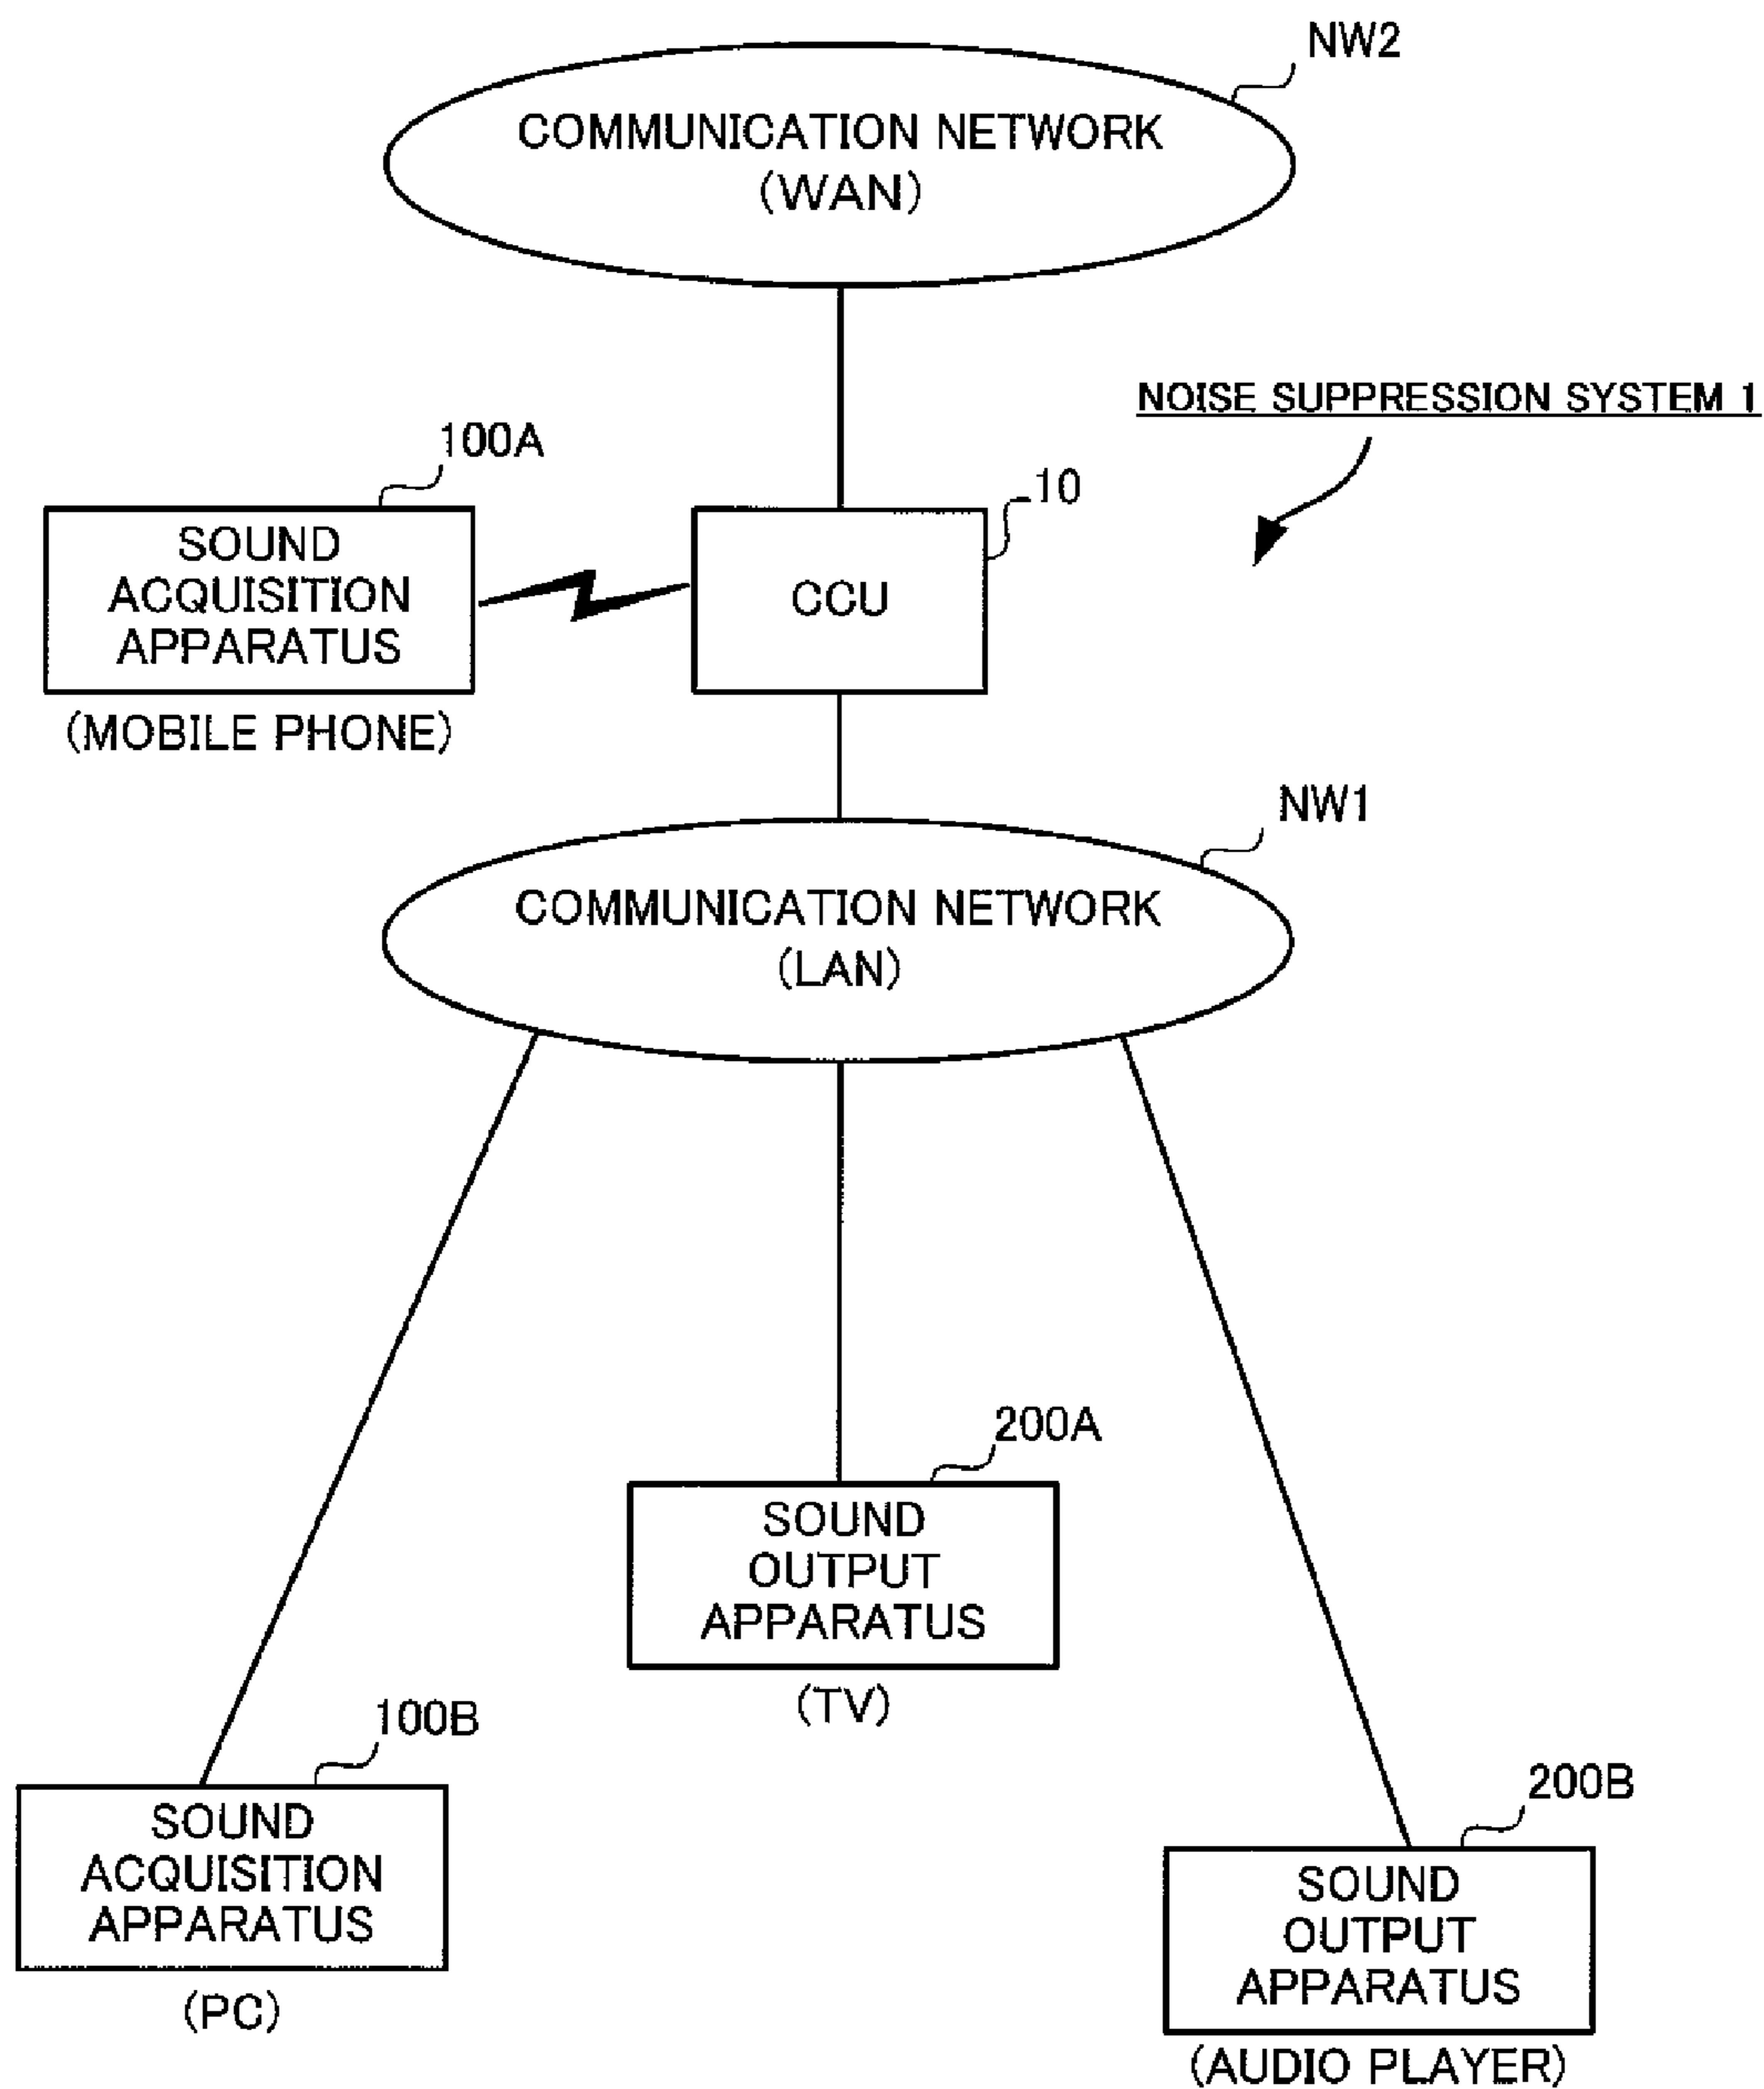 NW2
COMMUNICATION NETWORK
(WAN)
NOISE SUPPRESSION SYSTEM 1
100A
10
SOUND
ACQUISITION
APPARATUS
CCU
(MOBILE PHONE)
NW1
COMMUNICATION NETWORK
(LAN)
200A
SOUND
OUTPUT
APPARATUS
(TV)
100B
SOUND
ACQUISITION
APPARATUS
(PC)
200B
SOUND
OUTPUT
APPARATUS
(AUDIO PLAYER)